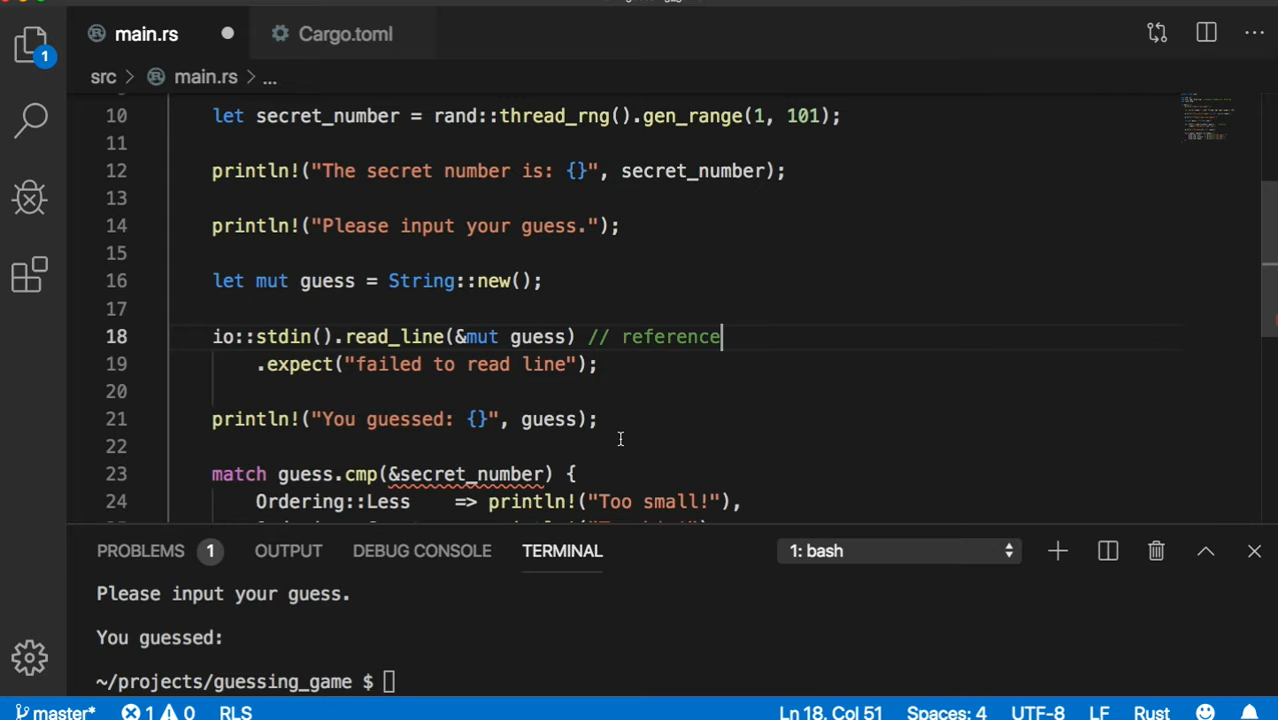 main.rs Cargo.toml ...
1
src > main.rs > ...
10 let secret_number = rand::thread_rng().gen_range(1, 101);
11
12 println!("The secret number is: {}", secret_number);
13
14 println!("Please input your guess.");
15
16 let mut guess = String::new();
17
18 io::stdin().read_line(&mut guess) // reference
19 .expect("failed to read line");
20
21 println!("You guessed: {}", guess);
22
23 match guess.cmp(&secret_number) {
24 Ordering::Less => println!("Too small!"),
PROBLEMS 1 OUTPUT DEBUG CONSOLE TERMINAL 1: bash
Please input your guess.
You guessed:
~/projects/guessing_game $
master* 1 0 RLS Ln 18, Col 51 Spaces: 4 UTF-8 LF Rust